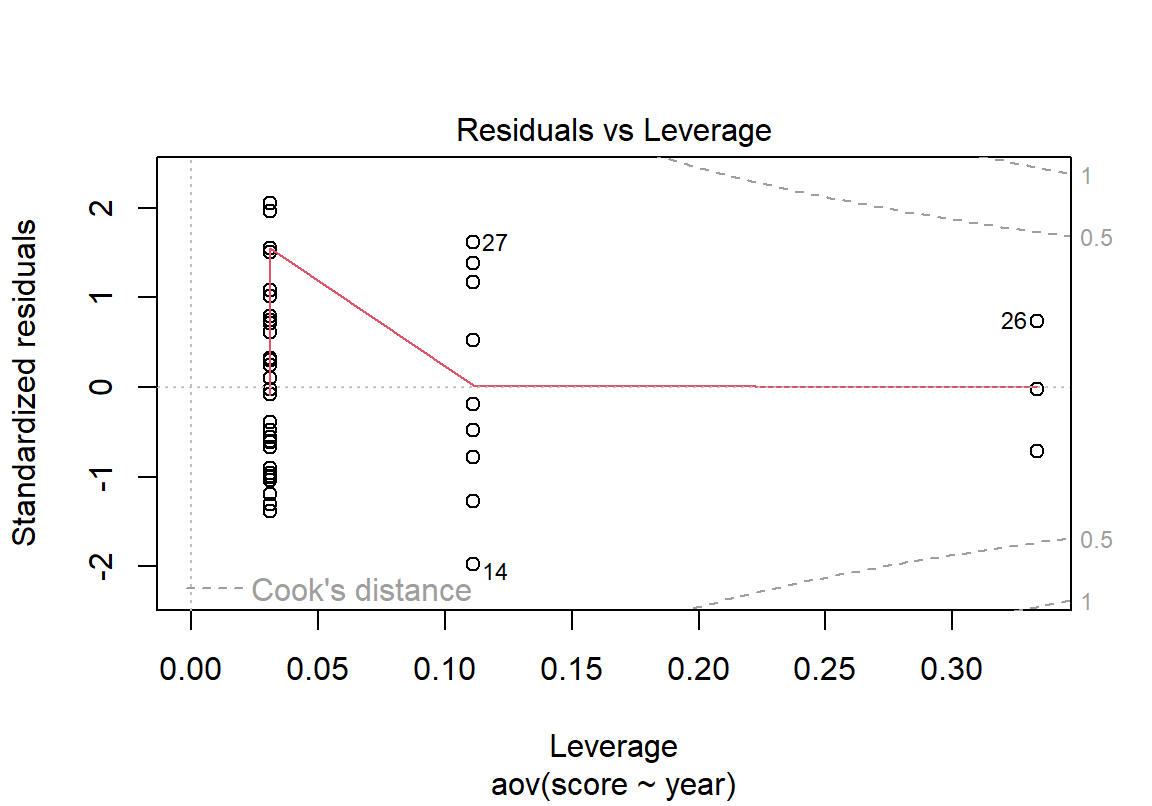 Residuals vs Leverage
Standardized residuals
2
1
0
-1
-2
27
26
14
1
0.5
0.5
1
Cook's distance
0.00 0.05 0.10 0.15 0.20 0.25 0.30
Leverage
aov(score ~ year)